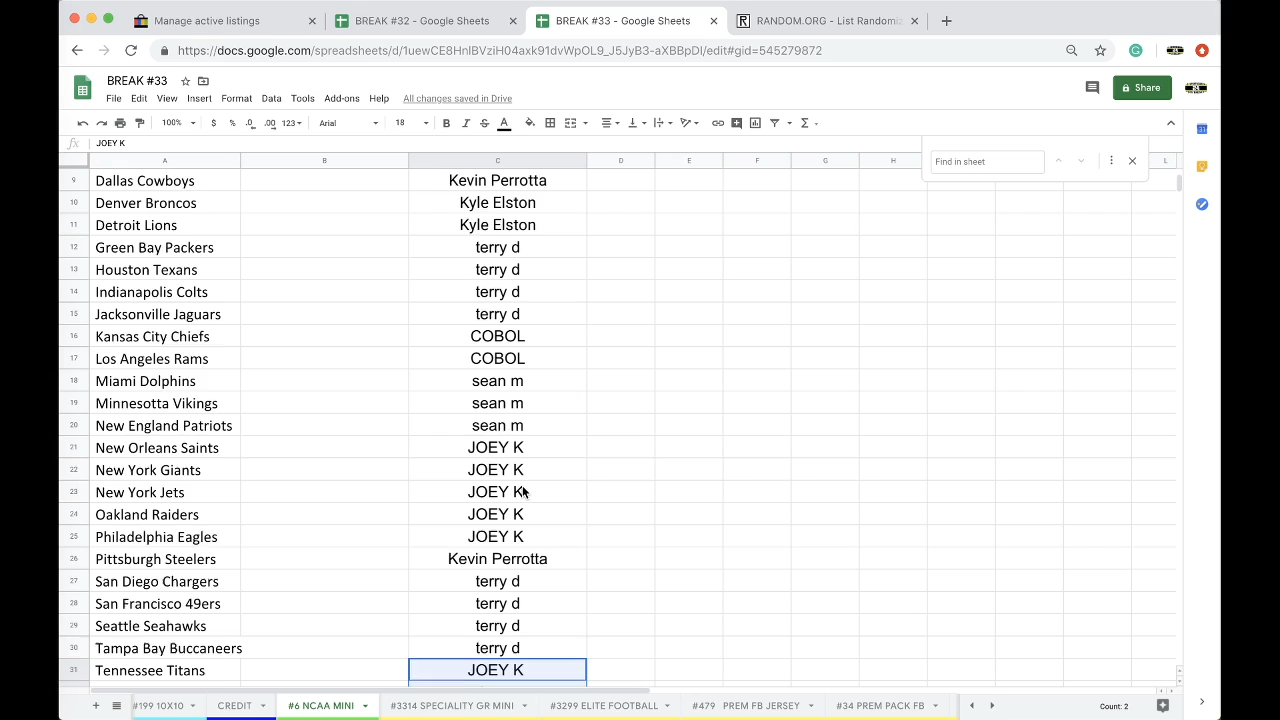 Manage active listings
BREAK #32 - Google Sheets
BREAK #33 - Google Sheets
RANDOM.ORG - List Randomiz
https://docs.google.com/spreadsheets/d/1uewCE8HnIBVziH04axk91dvWpOL9_J5JyB3-aXBBpDI/edit#gid=545279872
BREAK #33
File Edit View Insert Format Data Tools Add-ons Help All changes saved in Drive
Share
100% $ % .0 .00 123 Arial 18 B I S A
fx JOEY K
Find in sheet
A B C D E F G H L
9 Dallas Cowboys Kevin Perrotta
10 Denver Broncos Kyle Elston
11 Detroit Lions Kyle Elston
12 Green Bay Packers terry d
13 Houston Texans terry d
14 Indianapolis Colts terry d
15 Jacksonville Jaguars terry d
16 Kansas City Chiefs COBOL
17 Los Angeles Rams COBOL
18 Miami Dolphins sean m
19 Minnesotta Vikings sean m
20 New England Patriots sean m
21 New Orleans Saints JOEY K
22 New York Giants JOEY K
23 New York Jets JOEY K
24 Oakland Raiders JOEY K
25 Philadelphia Eagles JOEY K
26 Pittsburgh Steelers Kevin Perrotta
27 San Diego Chargers terry d
28 San Francisco 49ers terry d
29 Seattle Seahawks terry d
30 Tampa Bay Buccaneers terry d
31 Tennessee Titans JOEY K
#199 10X10 CREDIT #6 NCAA MINI #3314 SPECIALITY GR MINI #3299 ELITE FOOTBALL #479 PREM FB JERSEY #34 PREM PACK FB Count: 2